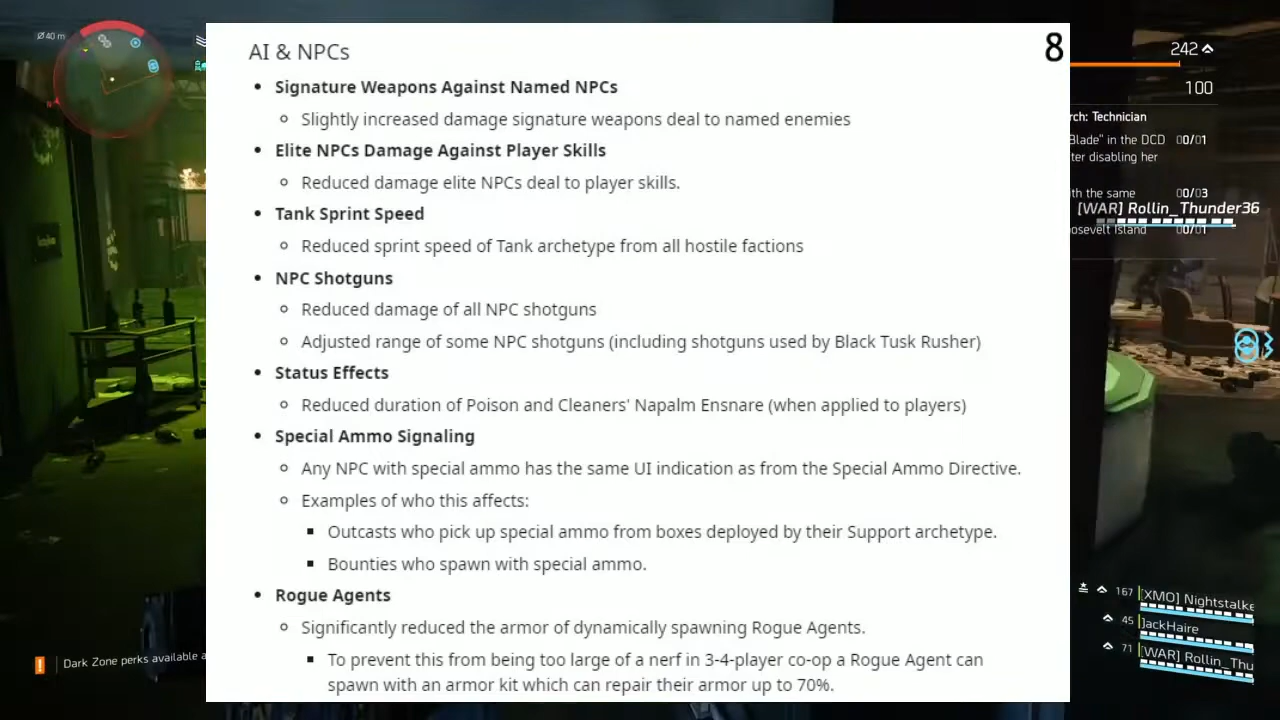 Ø 40 m
8
AI & NPCs
• Signature Weapons Against Named NPCs
○ Slightly increased damage signature weapons deal to named enemies
• Elite NPCs Damage Against Player Skills
○ Reduced damage elite NPCs deal to player skills.
• Tank Sprint Speed
○ Reduced sprint speed of Tank archetype from all hostile factions
• NPC Shotguns
○ Reduced damage of all NPC shotguns
○ Adjusted range of some NPC shotguns (including shotguns used by Black Tusk Rusher)
• Status Effects
○ Reduced duration of Poison and Cleaners' Napalm Ensnare (when applied to players)
• Special Ammo Signaling
○ Any NPC with special ammo has the same UI indication as from the Special Ammo Directive.
○ Examples of who this affects:
▪ Outcasts who pick up special ammo from boxes deployed by their Support archetype.
▪ Bounties who spawn with special ammo.
• Rogue Agents
○ Significantly reduced the armor of dynamically spawning Rogue Agents.
▪ To prevent this from being too large of a nerf in 3-4-player co-op a Rogue Agent can
spawn with an armor kit which can repair their armor up to 70%.
242
100
rch: Technician
Blade" in the DCD 00/01
ter disabling her
ith the same 00/03
[WAR] Rollin_Thunder36
oosevelt Island 00/01
167 [XMO] Nightstalke
45 JackHaire
71 [WAR] Rollin_Thu
Dark Zone perks available a